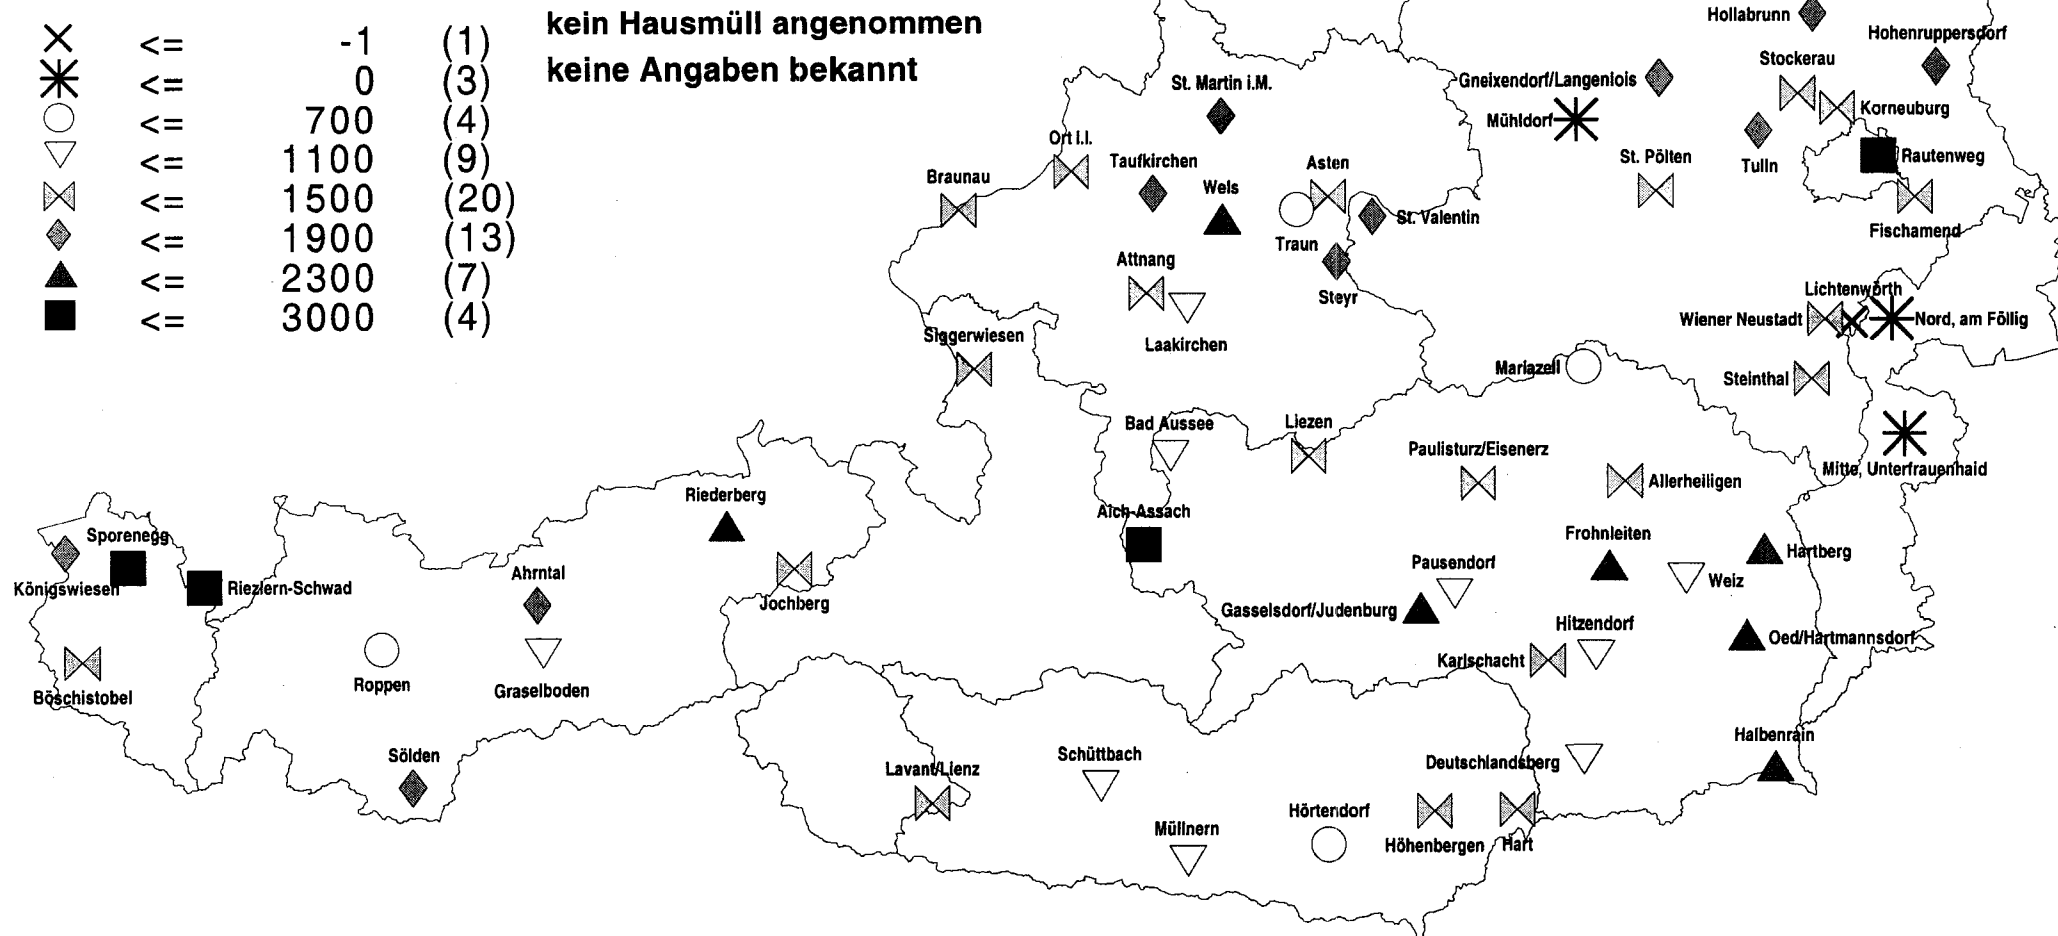 <= -1 (1) kein Hausmüll angenommen
<= 0 (3) keine Angaben bekannt
<= 700 (4)
<= 1100 (9)
<= 1500 (20)
<= 1900 (13)
<= 2300 (7)
<= 3000 (4)
Hollabrunn
Hohenruppersdorf
Stockerau
Gneixendorf/Langenlois
St. Martin i.M.
Korneuburg
Mühldorf
Ort i.I.
Taufkirchen
Asten
St. Pölten
Tulln
Rautenweg
Braunau
Wels
St. Valentin
Fischamend
Traun
Attnang
Steyr
Lichtenwörth
Wiener Neustadt
Nord, am Föllig
Siggerwiesen
Laakirchen
Mariazell
Steinthal
Bad Aussee
Liezen
Paulisturz/Eisenerz
Mitte, Unterfrauenhaid
Allerheiligen
Riederberg
Aich-Assach
Sporenegg
Frohnleiten
Hartberg
Ahrntal
Pausendorf
Weiz
Königswiesen
Riezlern-Schwad
Jochberg
Gasselsdorf/Judenburg
Hitzendorf
Oed/Hartmannsdorf
Karlschacht
Roppen
Graselboden
Böschistobel
Halbenrain
Sölden
Schüttbach
Deutschlandsberg
Lavant/Lienz
Hörtendorf
Müllnern
Höhenbergen
Hart